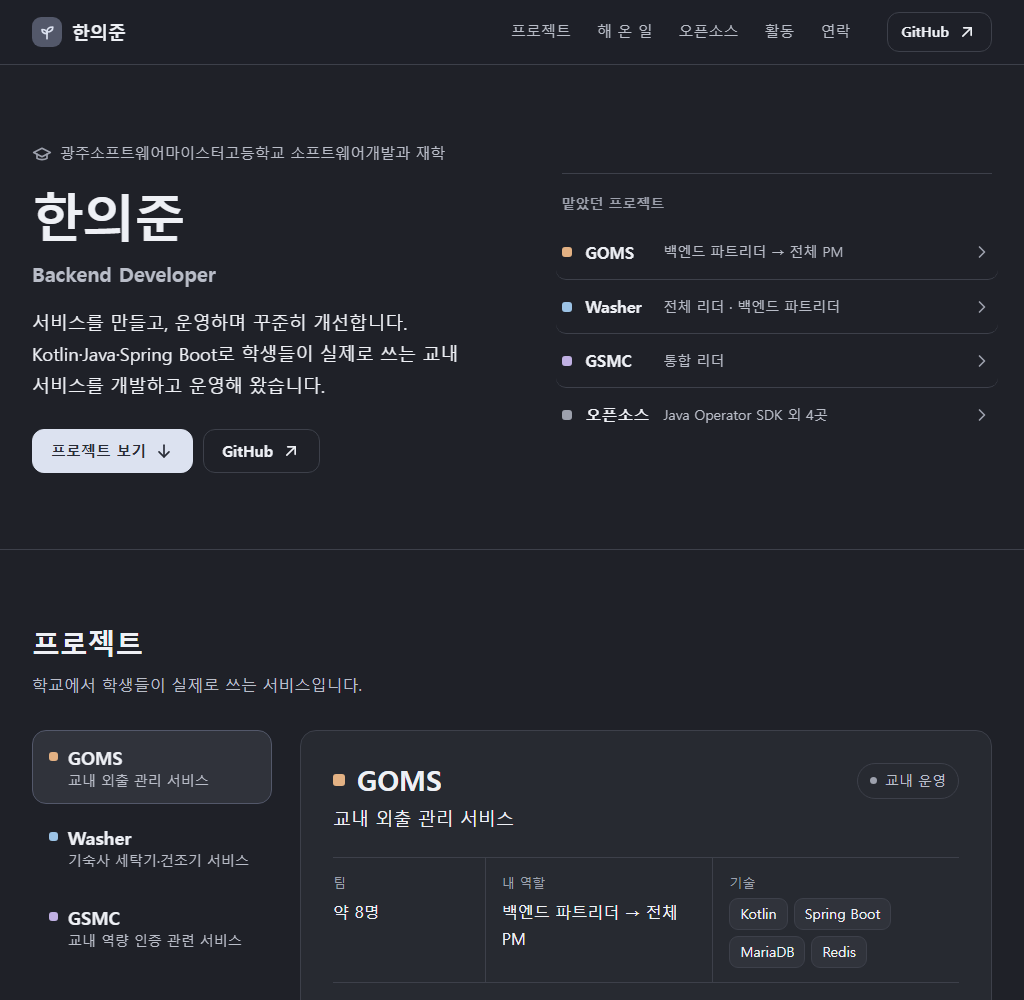 한의준
프로젝트 해 온 일 오픈소스 활동 연락 GitHub
광주소프트웨어마이스터고등학교 소프트웨어개발과 재학
한의준
Backend Developer
서비스를 만들고, 운영하며 꾸준히 개선합니다.
Kotlin·Java·Spring Boot로 학생들이 실제로 쓰는 교내
서비스를 개발하고 운영해 왔습니다.
프로젝트 보기 ↓ GitHub
맡았던 프로젝트
GOMS 백엔드 파트리더 → 전체 PM
Washer 전체 리더 · 백엔드 파트리더
GSMC 통합 리더
오픈소스 Java Operator SDK 외 4곳
프로젝트
학교에서 학생들이 실제로 쓰는 서비스입니다.
GOMS
교내 외출 관리 서비스
Washer
기숙사 세탁기·건조기 서비스
GSMC
교내 역량 인증 관련 서비스
GOMS
교내 운영
교내 외출 관리 서비스
팀
약 8명
내 역할
백엔드 파트리더 → 전체
PM
기술
Kotlin Spring Boot
MariaDB Redis